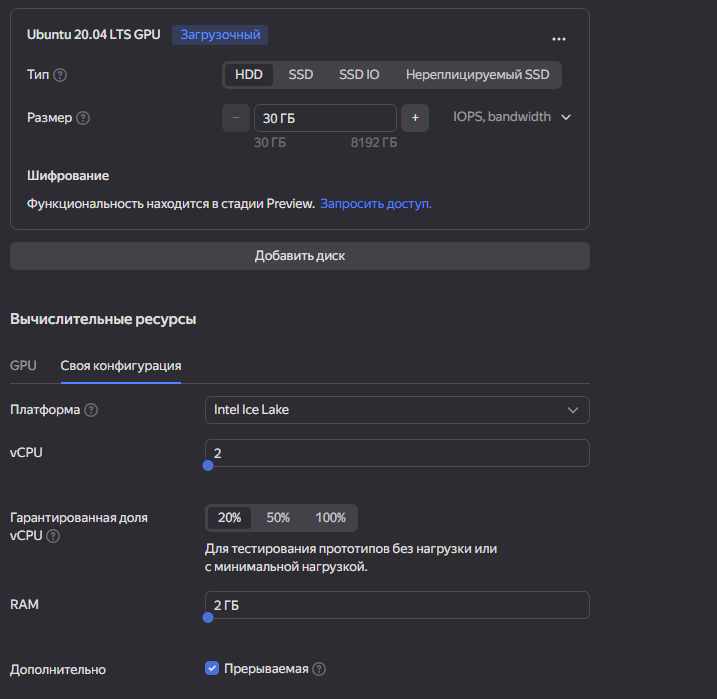 Ubuntu 20.04 LTS GPU Загрузочный ...
Тип ? HDD SSD SSD IO Нереплицируемый SSD
Размер ? − 30 ГБ + IOPS, bandwidth
30 ГБ 8192 ГБ
Шифрование
Функциональность находится в стадии Preview. Запросить доступ.
Добавить диск
Вычислительные ресурсы
GPU Своя конфигурация
Платформа ? Intel Ice Lake
vCPU 2
Гарантированная доля
vCPU ? 20% 50% 100%
Для тестирования прототипов без нагрузки или
с минимальной нагрузкой.
RAM 2 ГБ
Дополнительно Прерываемая ?